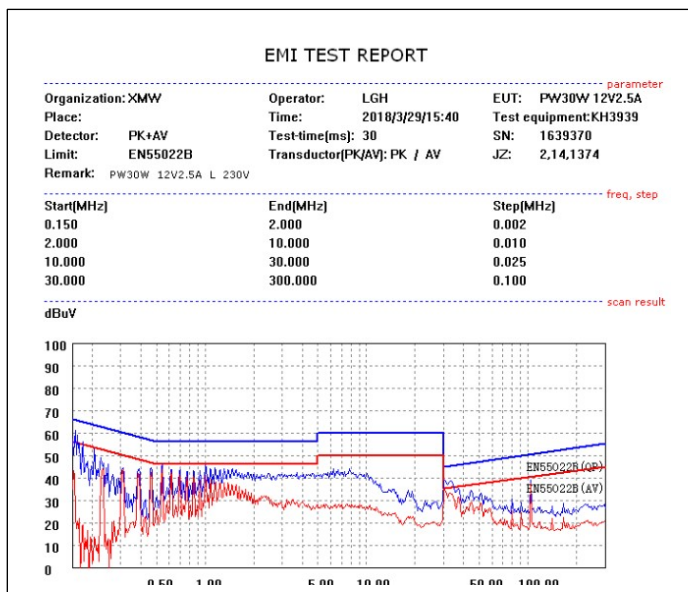 EMI TEST REPORT
parameter
Organization: XMW Operator: LGH EUT: PW30W 12V2.5A
Place: Time: 2018/3/29/15:40 Test equipment:KH3939
Detector: PK+AV Test-time(ms): 30 SN: 1639370
Limit: EN55022B Transductor(PK/AV): PK / AV JZ: 2,14,1374
Remark: PW30W 12V2.5A L 230V
freq, step
Start(MHz) End(MHz) Step(MHz)
0.150 2.000 0.002
2.000 10.000 0.010
10.000 30.000 0.025
30.000 300.000 0.100
scan result
dBuV
100
90
80
70
60
50
EN55022B(QP)
40
EN55022B(AV)
30
20
10
0
0.50 1.00 5.00 10.00 50.00 100.00